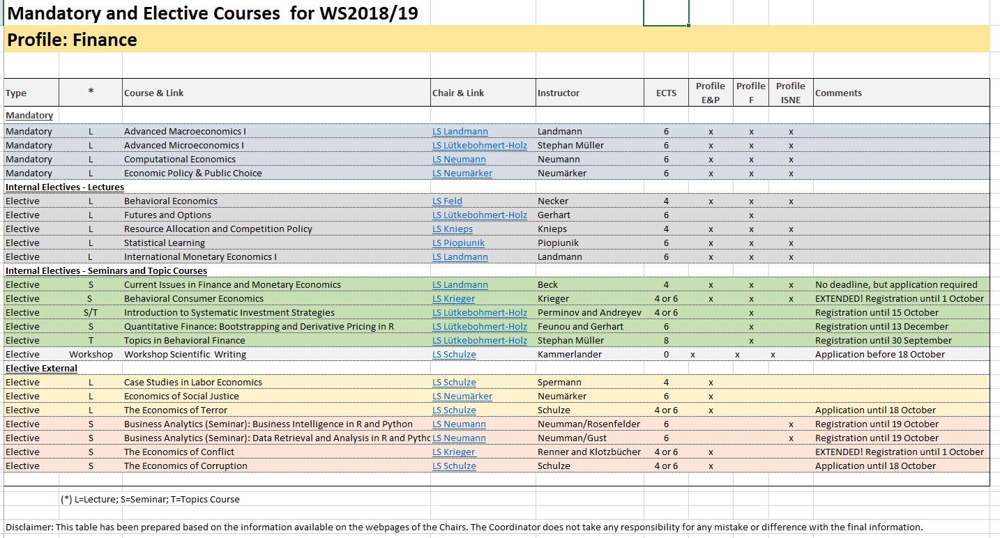 Mandatory and Elective Courses for WS2018/19
Profile: Finance
Type * Course & Link Chair & Link Instructor ECTS Profile E&P Profile F Profile ISNE Comments
Mandatory
Mandatory L Advanced Macroeconomics I LS Landmann Landmann 6 x x x
Mandatory L Advanced Microeconomics I LS Lütkebohmert-Holz Stephan Müller 6 x x x
Mandatory L Computational Economics LS Neumann Neumann 6 x x x
Mandatory L Economic Policy & Public Choice LS Neumärker Neumärker 6 x x x
Internal Electives - Lectures
Elective L Behavioral Economics LS Feld Necker 4 x x x
Elective L Futures and Options LS Lütkebohmert-Holz Gerhart 6 x
Elective L Resource Allocation and Competition Policy LS Knieps Knieps 4 x x x
Elective L Statistical Learning LS Piopiunik Piopiunik 6 x x x
Elective L International Monetary Economics I LS Landmann Landmann 6 x x x
Internal Electives - Seminars and Topic Courses
Elective S Current Issues in Finance and Monetary Economics LS Landmann Beck 4 x x x No deadline, but application required
Elective S Behavioral Consumer Economics LS Krieger Krieger 4 or 6 x x x EXTENDED! Registration until 1 October
Elective S/T Introduction to Systematic Investment Strategies LS Lütkebohmert-Holz Perminov and Andreyev 4 or 6 x Registration until 15 October
Elective S Quantitative Finance: Bootstrapping and Derivative Pricing in R LS Lütkebohmert-Holz Feunou and Gerhart 6 x Registration until 13 December
Elective T Topics in Behavioral Finance LS Lütkebohmert-Holz Stephan Müller 8 x Registration until 30 September
Elective Workshop Workshop Scientific Writing LS Schulze Kammerlander 0 x x x Application before 18 October
Elective External
Elective L Case Studies in Labor Economics LS Schulze Spermann 4 x
Elective L Economics of Social Justice LS Neumärker Neumärker 6 x
Elective L The Economics of Terror LS Schulze Schulze 4 or 6 x Application until 18 October
Elective S Business Analytics (Seminar): Business Intelligence in R and Python LS Neumann Neumman/Rosenfelder 6 x Registration until 19 October
Elective S Business Analytics (Seminar): Data Retrieval and Analysis in R and Pytho LS Neumann Neumman/Gust 6 x Registration until 19 October
Elective S The Economics of Conflict LS Krieger Renner and Klotzbücher 4 or 6 x EXTENDED! Registration until 1 October
Elective S The Economics of Corruption LS Schulze Schulze 4 or 6 x Application until 18 October
(*) L=Lecture; S=Seminar; T=Topics Course
Disclaimer: This table has been prepared based on the information available on the webpages of the Chairs. The Coordinator does not take any responsibility for any mistake or difference with the final information.